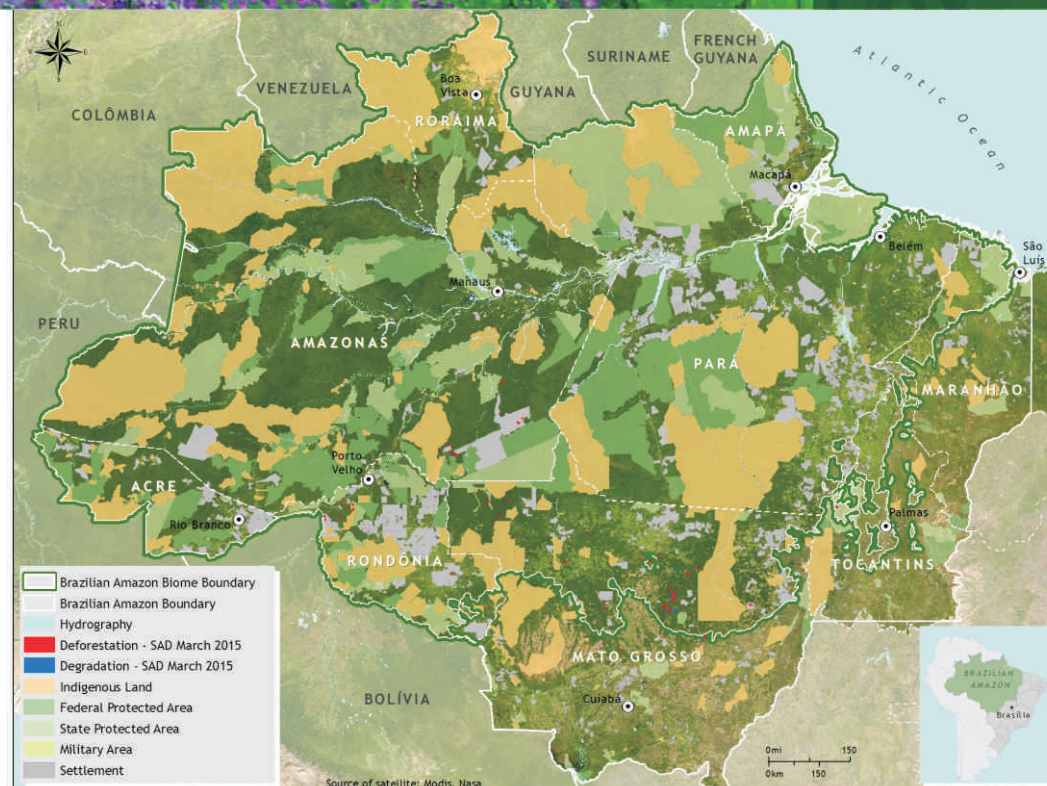 N
E
S
Atlantic Ocean
COLÔMBIA
VENEZUELA
GUYANA
SURINAME
FRENCH
GUYANA
Boa
Vista
RORAIMA
AMAPÁ
Macapá
Belém
São
Luís
Manaus
PERU
AMAZONAS
PARÁ
MARANHÃO
Porto
Velho
ACRE
Rio Branco
RONDÔNIA
Palmas
TOCANTINS
MATO GROSSO
Cuiabá
BOLÍVIA
Brazilian Amazon Biome Boundary
Brazilian Amazon Boundary
Hydrography
Deforestation - SAD March 2015
Degradation - SAD March 2015
Indigenous Land
Federal Protected Area
State Protected Area
Military Area
Settlement
Source of satellite: Modis, Nasa
0mi 150
0km 150
BRAZILIAN
AMAZON
Brasília